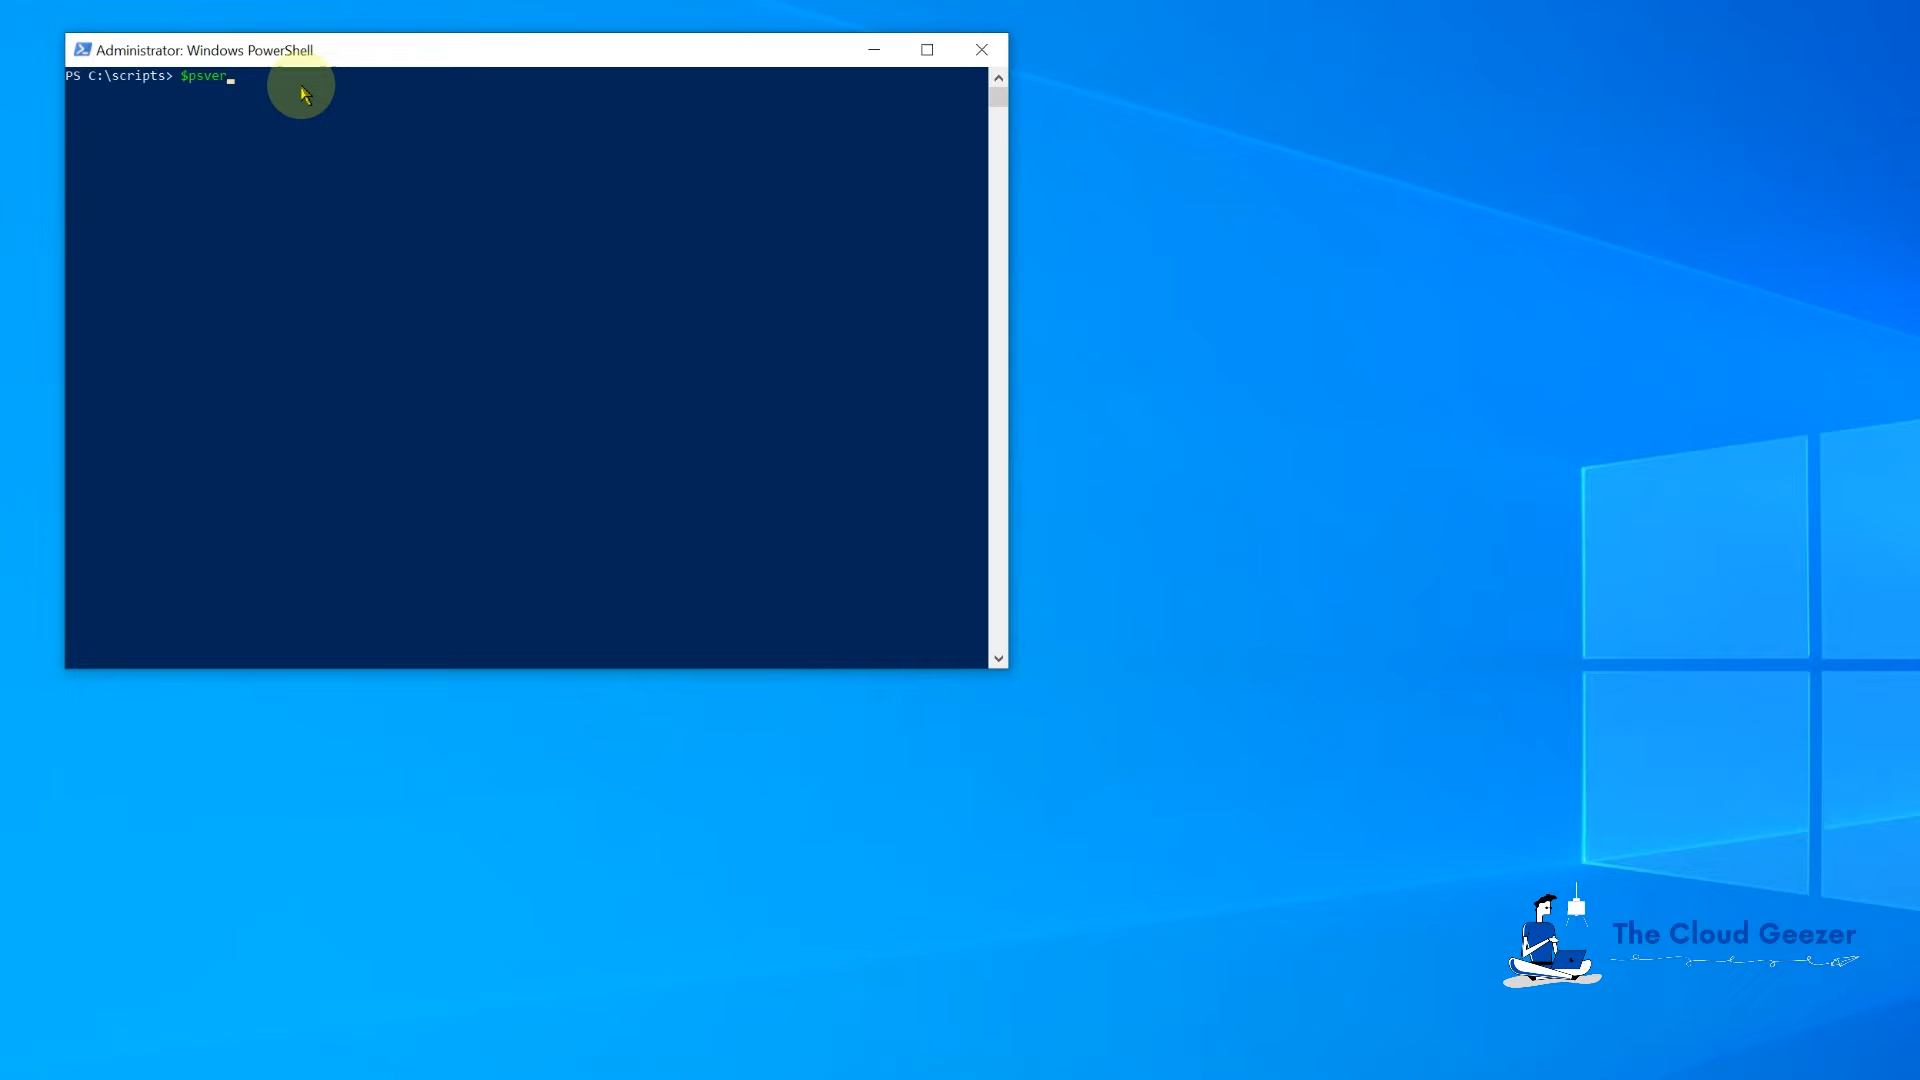 Administrator: Windows PowerShell
PS C:\scripts> $psver
The Cloud Geezer